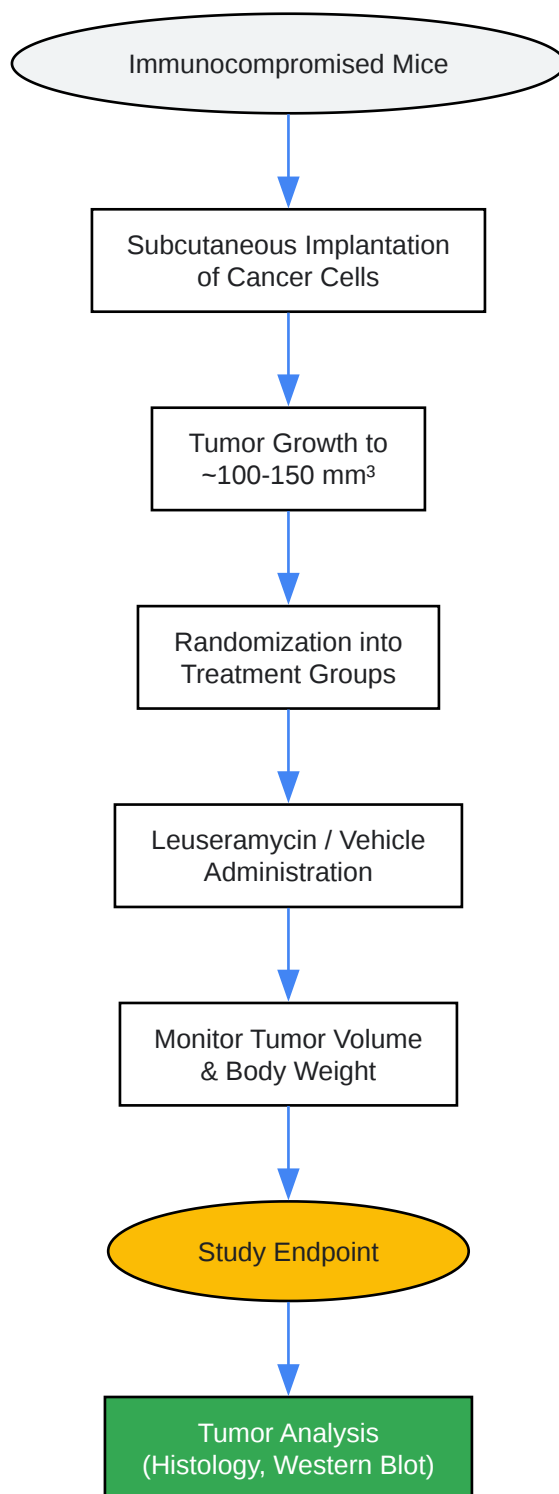 Immunocompromised Mice
Subcutaneous Implantation
of Cancer Cells
Tumor Growth to
~100-150 mm³
Randomization into
Treatment Groups
Leuseramycin / Vehicle
Administration
Monitor Tumor Volume
& Body Weight
Study Endpoint
Tumor Analysis
(Histology, Western Blot)